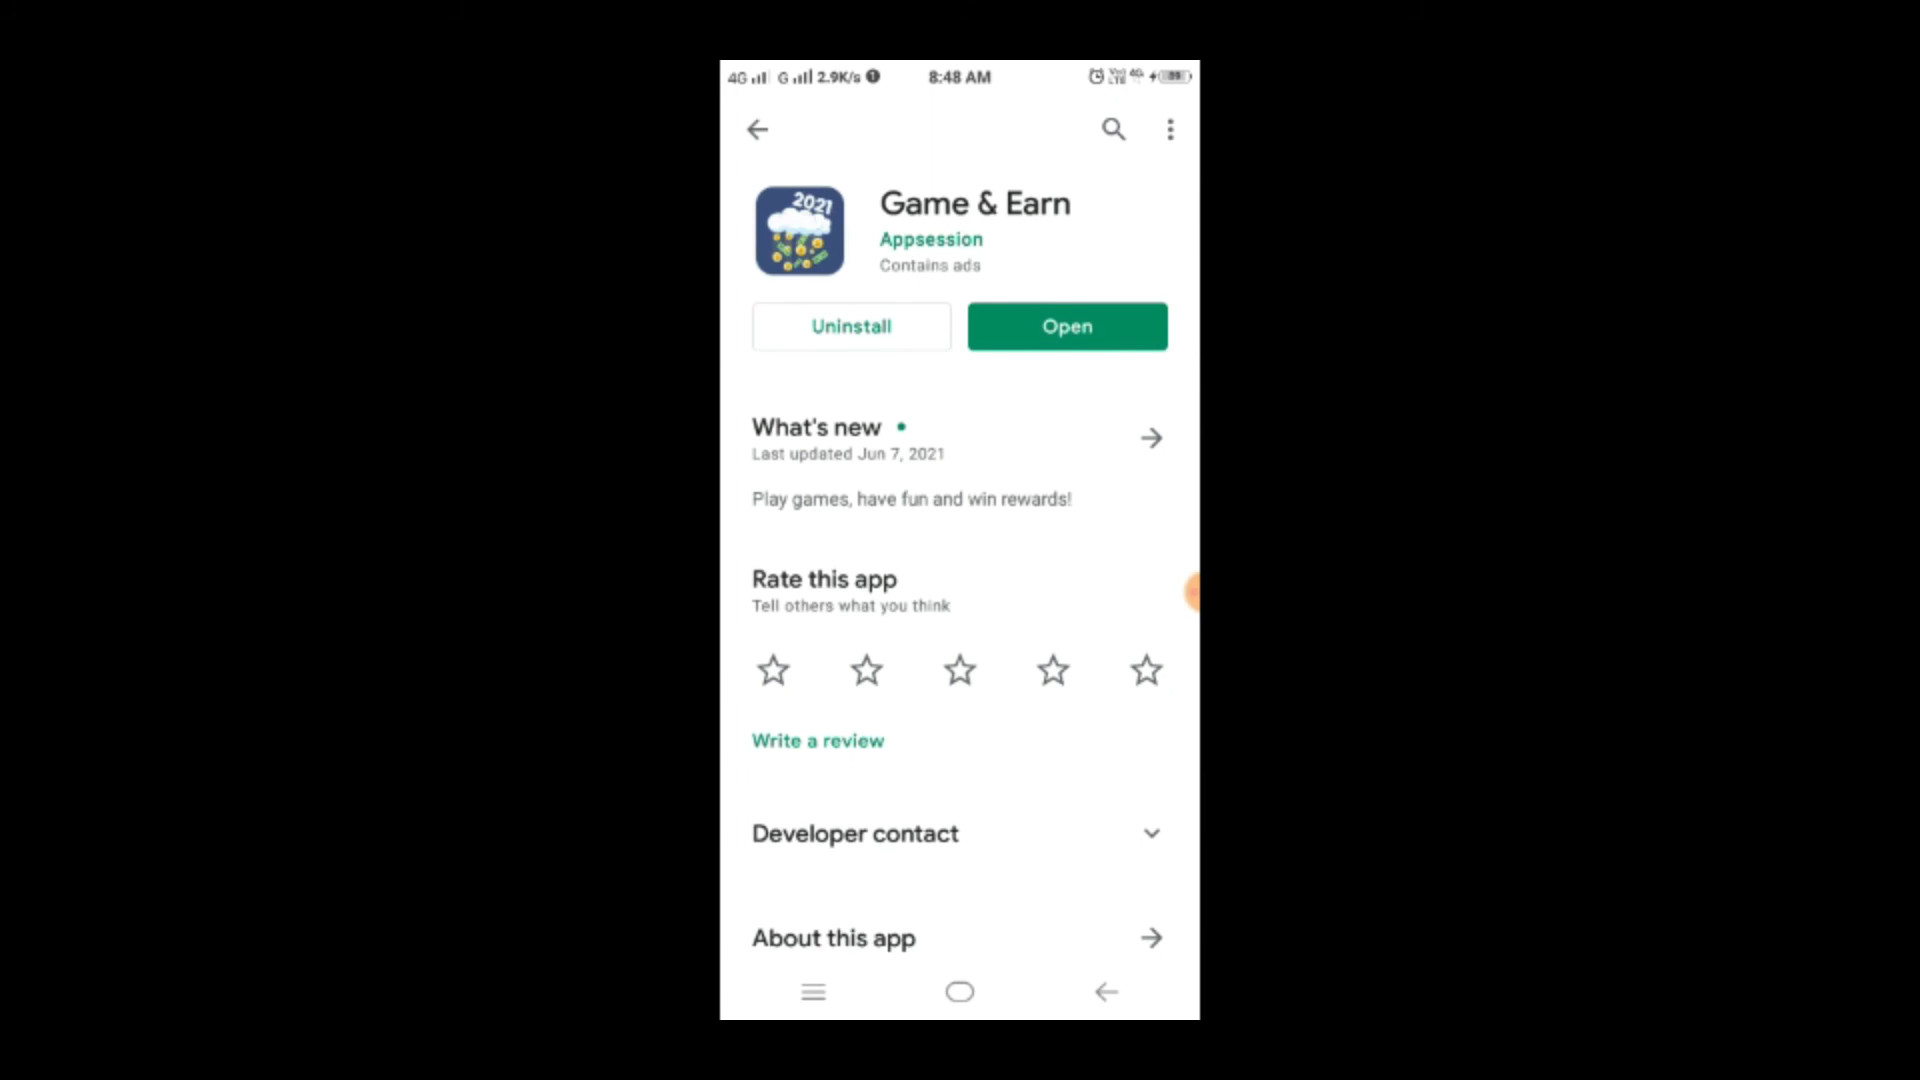 4G G 2.9K/s 8:48 AM 4G
2021
Game & Earn
Appsession
Contains ads
Uninstall Open
What's new
Last updated Jun 7, 2021
Play games, have fun and win rewards!
Rate this app
Tell others what you think
Write a review
Developer contact
About this app